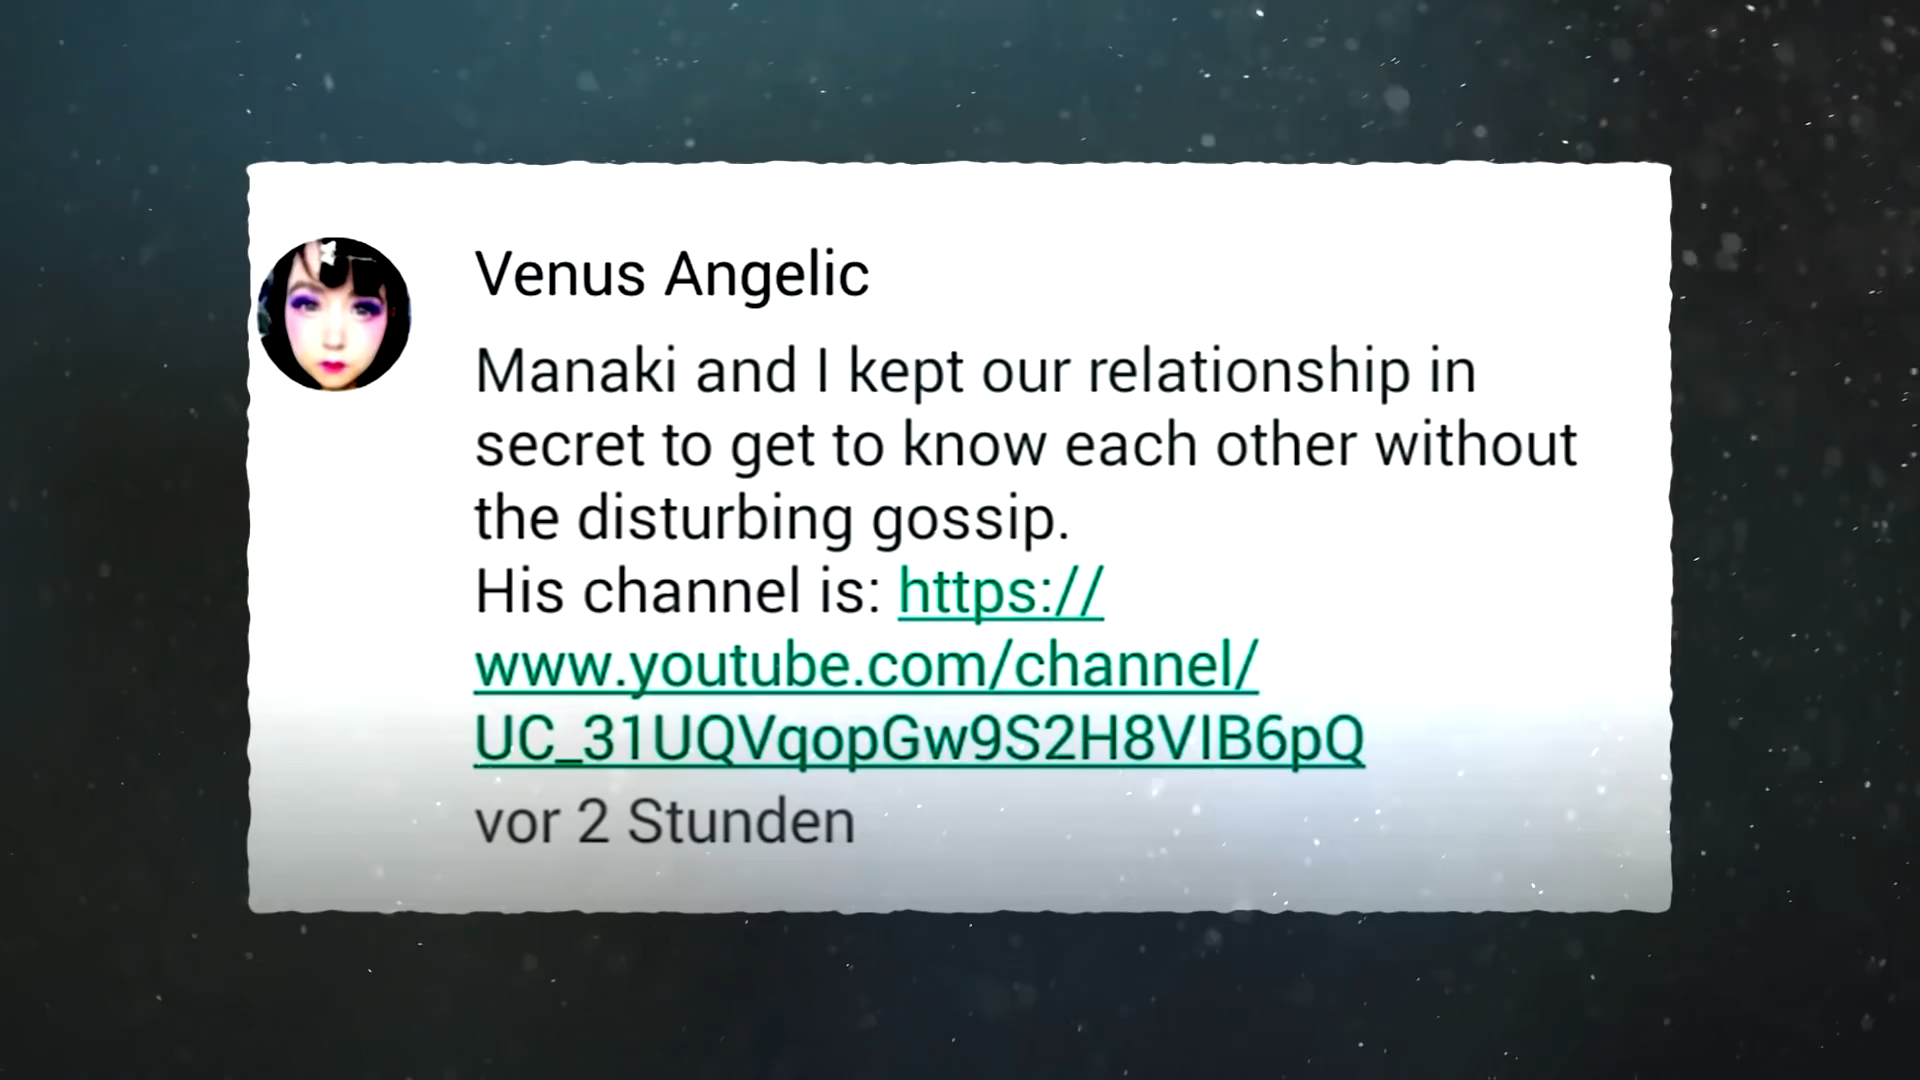 Venus Angelic
Manaki and I kept our relationship in
secret to get to know each other without
the disturbing gossip.
His channel is: https://
www.youtube.com/channel/
UC_31UQVqopGw9S2H8VIB6pQ
vor 2 Stunden